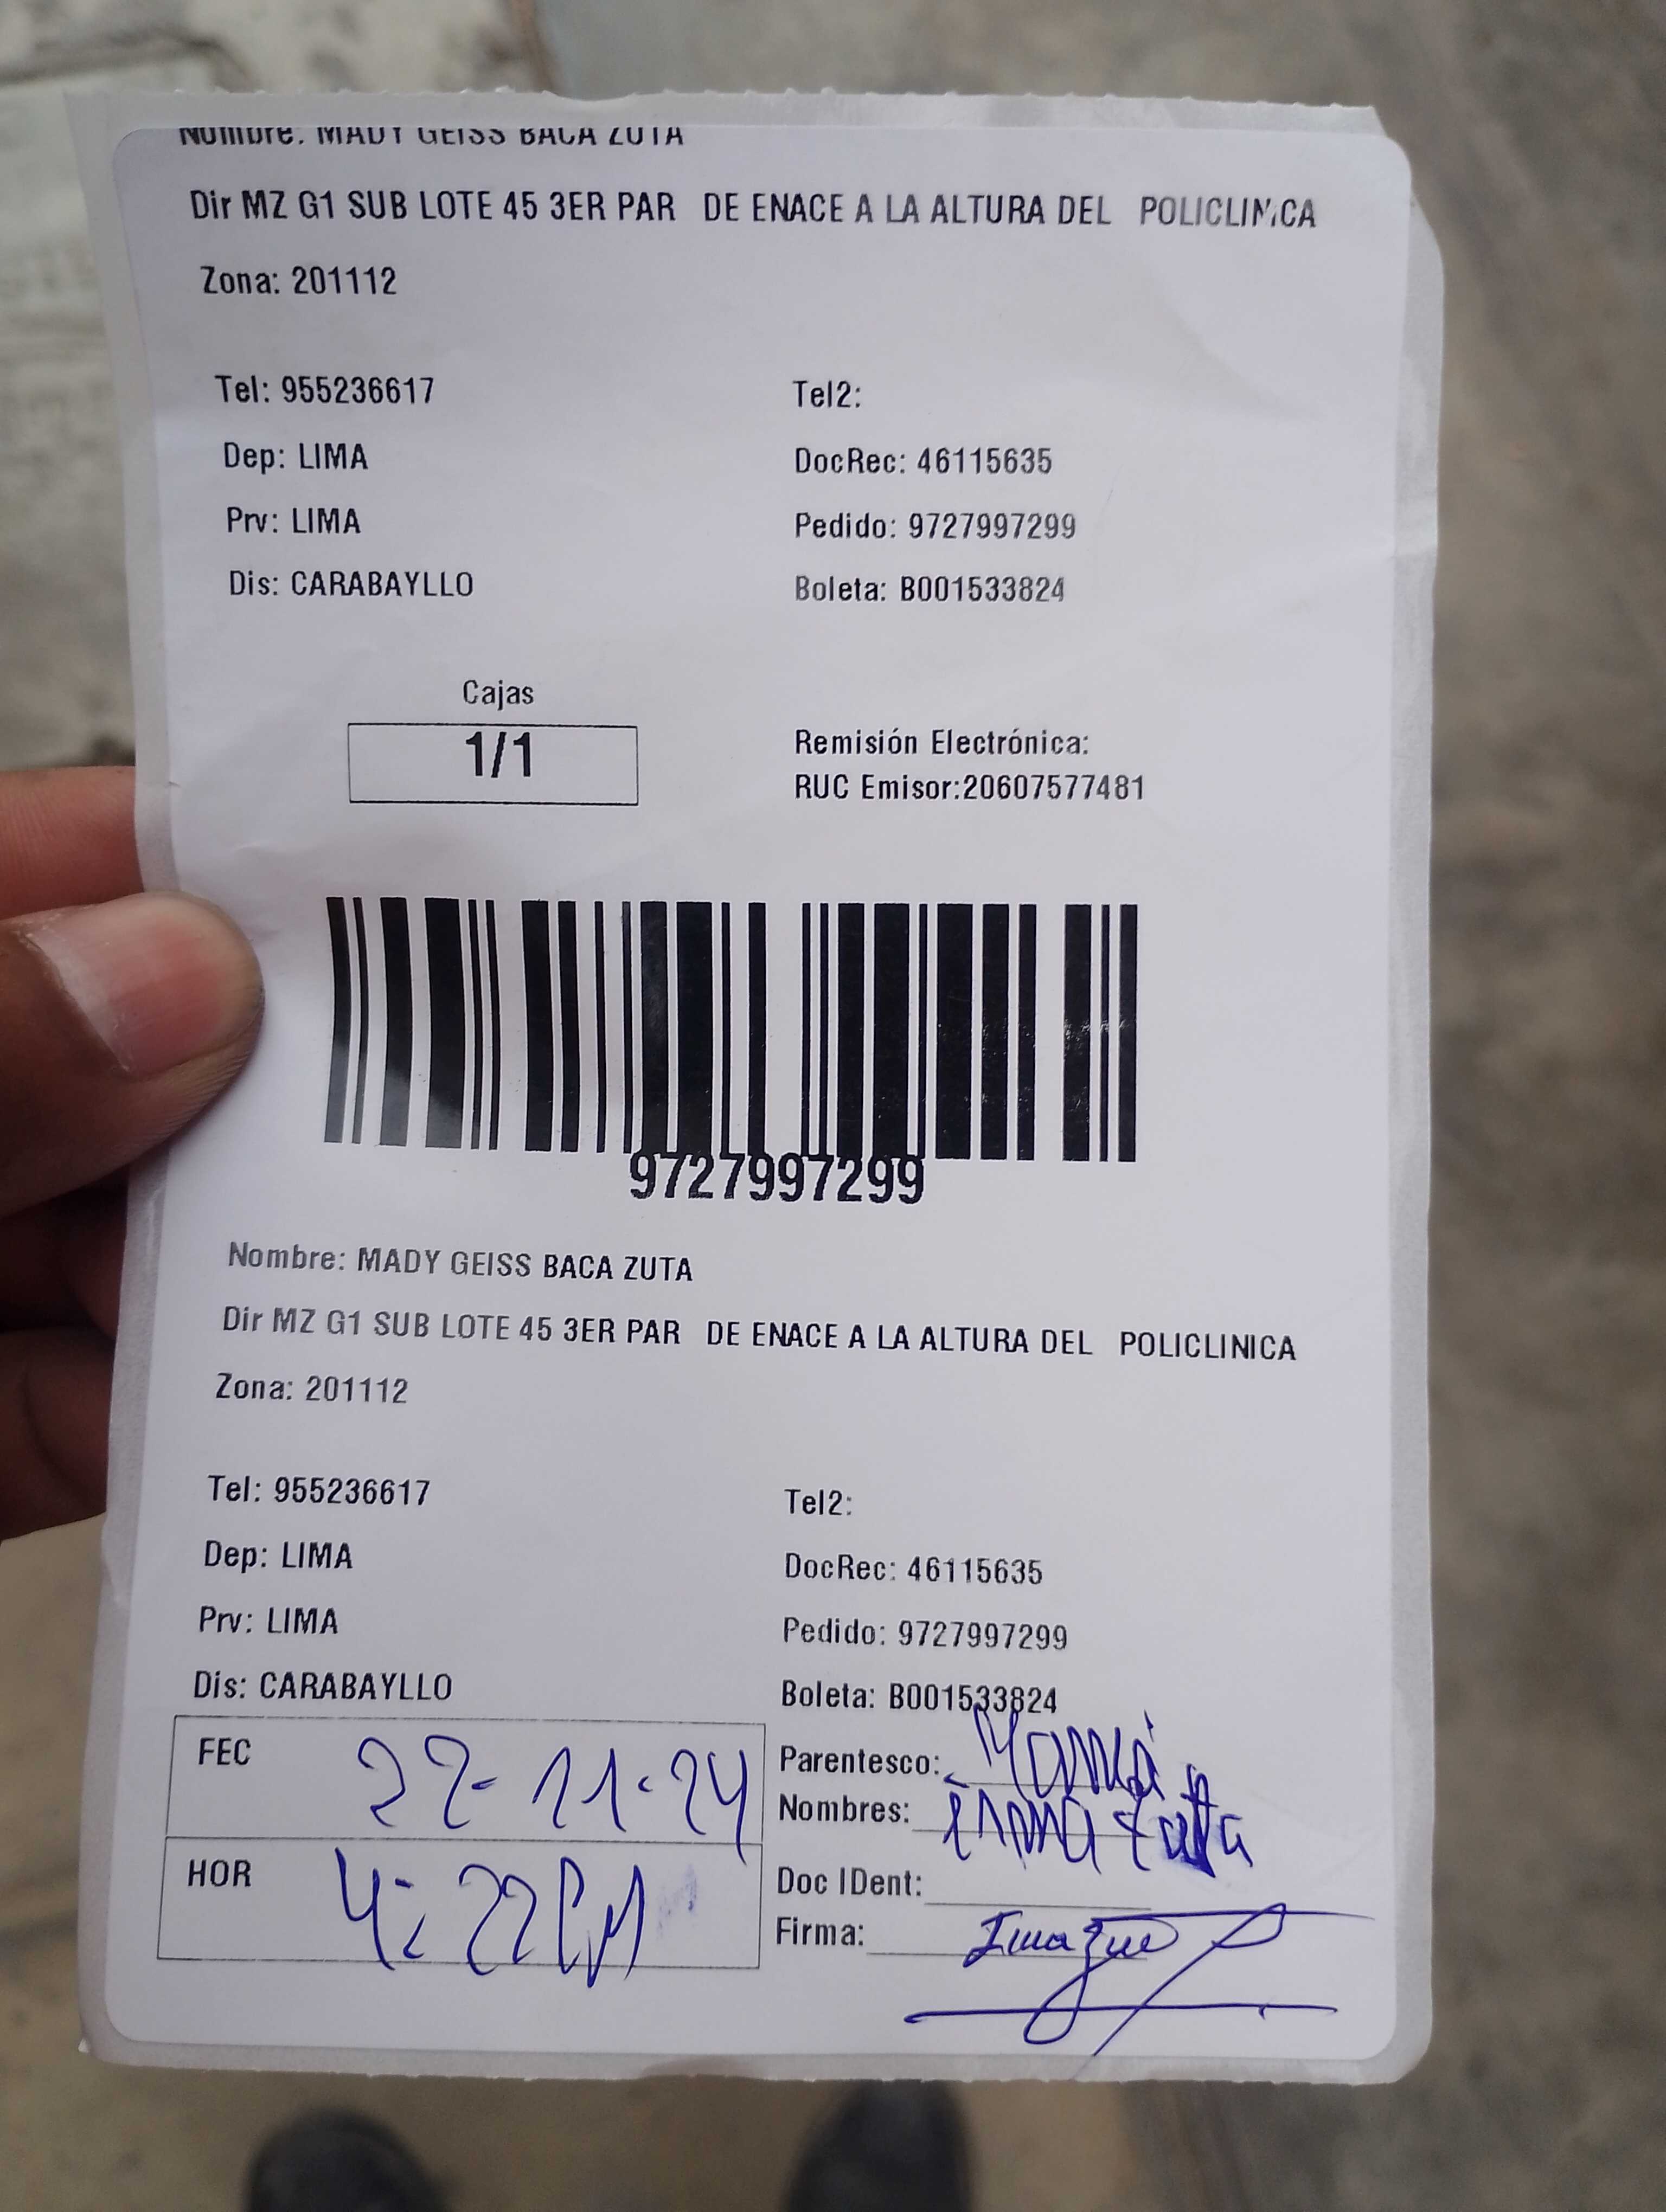 Nombre: MADY GEISS BACA ZUTA
Dir MZ G1 SUB LOTE 45 3ER PAR DE ENACE A LA ALTURA DEL POLICLINICA
Zona: 201112
Tel: 955236617 Tel2:
Dep: LIMA DocRec: 46115635
Prv: LIMA Pedido: 9727997299
Dis: CARABAYLLO Boleta: B001533824
Cajas
1/1
Remisión Electrónica:
RUC Emisor:20607577481
9727997299
Nombre: MADY GEISS BACA ZUTA
Dir MZ G1 SUB LOTE 45 3ER PAR DE ENACE A LA ALTURA DEL POLICLINICA
Zona: 201112
Tel: 955236617 Tel2:
Dep: LIMA DocRec: 46115635
Prv: LIMA Pedido: 9727997299
Dis: CARABAYLLO Boleta: B001533824
FEC 22-11-24
HOR 4:22PM
Parentesco: Mamá
Nombres: Irma Zuta
Doc IDent:
Firma: